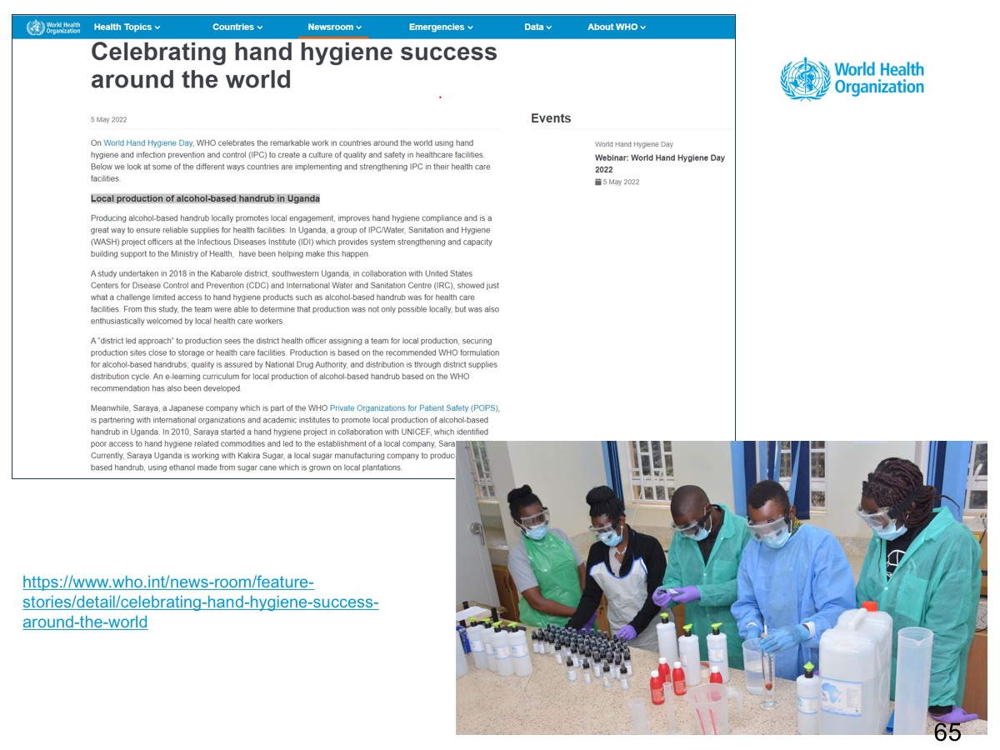 World Health
Organization
Health Topics
Countries
Newsroom
Emergencies
Data
About WHO
Celebrating hand hygiene success
around the world
World Health
Organization
5 May 2022
Events
On World Hand Hygiene Day, WHO celebrates the remarkable work in countries around the world using hand
hygiene and infection prevention and control (IPC) to create a culture of quality and safety in healthcare facilities.
Below we look at some of the different ways countries are implementing and strengthening IPC in their health care
facilities.
World Hand Hygiene Day
Webinar: World Hand Hygiene Day
2022
5 May 2022
Local production of alcohol-based handrub in Uganda
Producing alcohol-based handrub locally promotes local engagement, improves hand hygiene compliance and is a
great way to ensure reliable supplies for health facilities. In Uganda, a group of IPC/Water, Sanitation and Hygiene
(WASH) project officers at the Infectious Diseases Institute (IDI) which provides system strengthening and capacity
building support to the Ministry of Health, have been helping make this happen.
A study undertaken in 2018 in the Kabarole district, southwestern Uganda, in collaboration with United States
Centers for Disease Control and Prevention (CDC) and International Water and Sanitation Centre (IRC), showed just
what a challenge limited access to hand hygiene products such as alcohol-based handrub was for health care
facilities. From this study, the team were able to determine that production was not only possible locally, but was also
enthusiastically welcomed by local health care workers.
A "district led approach" to production sees the district health officer assigning a team for local production, securing
production sites close to storage or health care facilities. Production is based on the recommended WHO formulation
for alcohol-based handrubs; quality is assured by National Drug Authority, and distribution is through district supplies
distribution cycle. An e-learning curriculum for local production of alcohol-based handrub based on the WHO
recommendation has also been developed.
Meanwhile, Saraya, a Japanese company which is part of the WHO Private Organizations for Patient Safety (POPS),
is partnering with international organizations and academic institutes to promote local production of alcohol-based
handrub in Uganda. In 2010, Saraya started a hand hygiene project in collaboration with UNICEF, which identified
poor access to hand hygiene related commodities and led to the establishment of a local company, Sara
Currently, Saraya Uganda is working with Kakira Sugar, a local sugar manufacturing company to produc
based handrub, using ethanol made from sugar cane which is grown on local plantations.
https://www.who.int/news-room/feature-
stories/detail/celebrating-hand-hygiene-success-
around-the-world
65